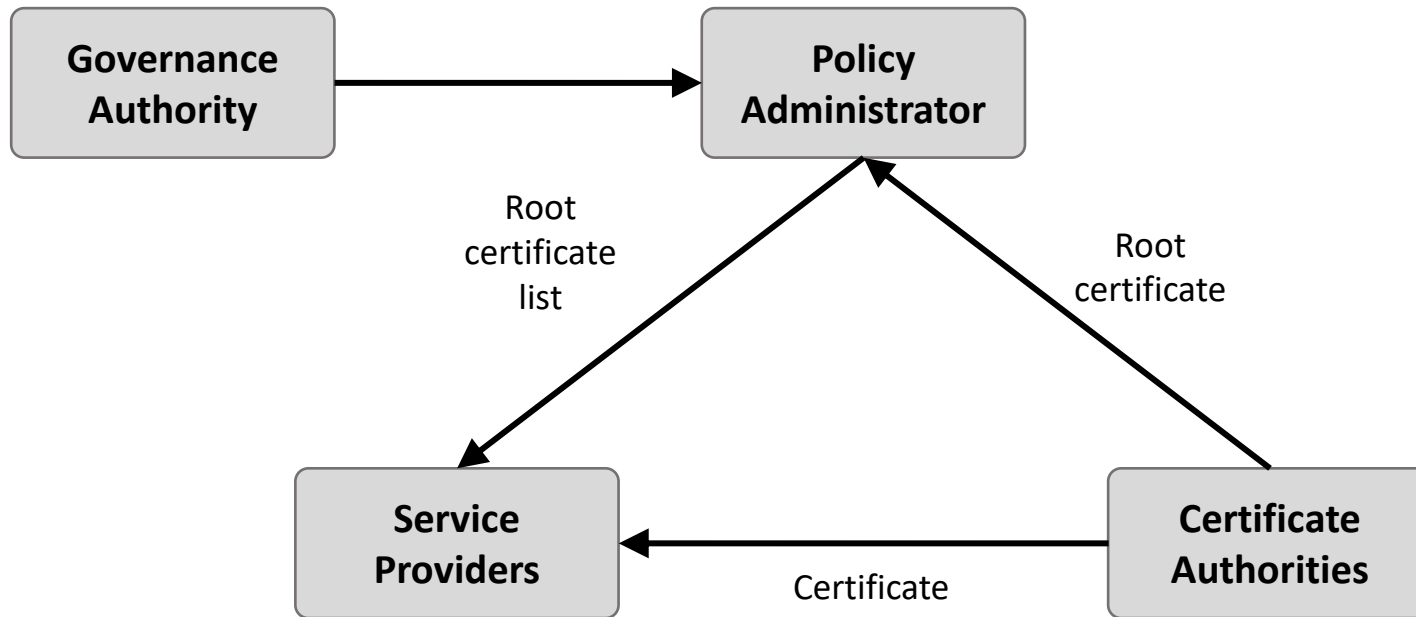 Governance
Authority
Policy
Administrator
Root
certificate
list
Root
certificate
Service
Providers
Certificate
Certificate
Authorities